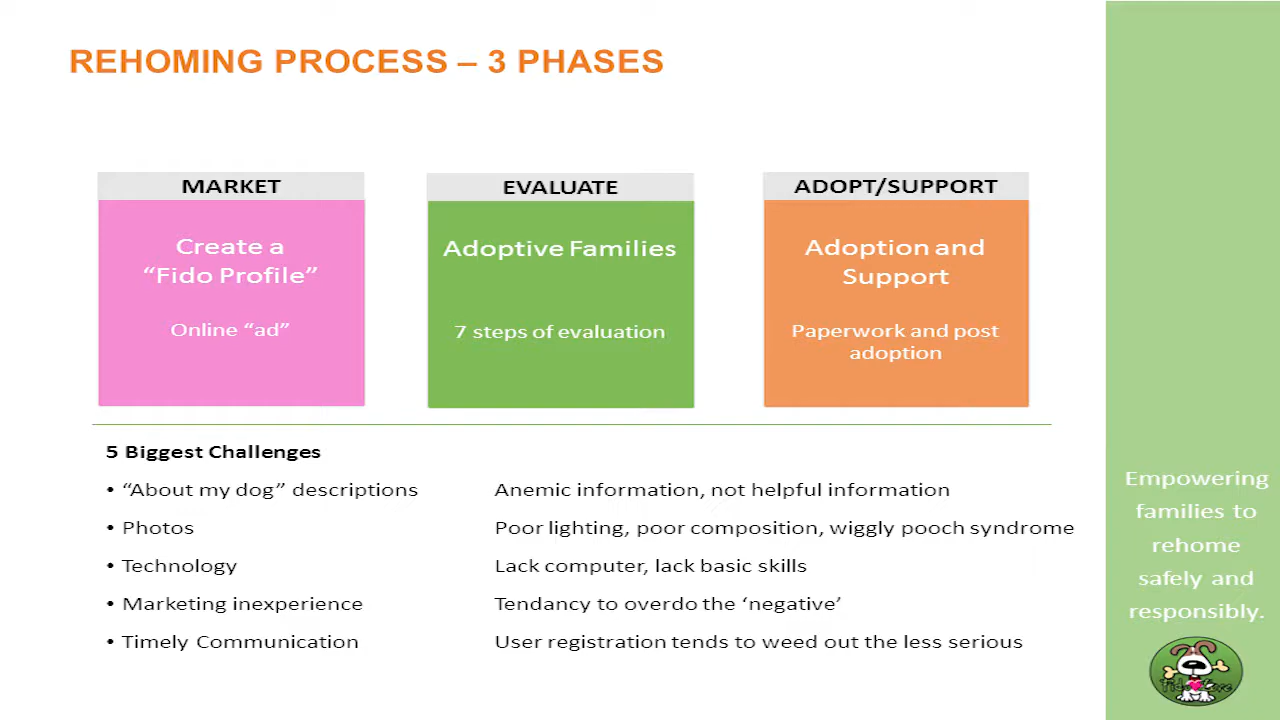 REHOMING PROCESS – 3 PHASES
MARKET
Create a
“Fido Profile”
Online “ad”
EVALUATE
Adoptive Families
7 steps of evaluation
ADOPT/SUPPORT
Adoption and
Support
Paperwork and post
adoption
5 Biggest Challenges
• “About my dog” descriptions Anemic information, not helpful information
• Photos Poor lighting, poor composition, wiggly pooch syndrome
• Technology Lack computer, lack basic skills
• Marketing inexperience Tendancy to overdo the ‘negative’
• Timely Communication User registration tends to weed out the less serious
Empowering
families to
rehome
safely and
responsibly.
Fido Love